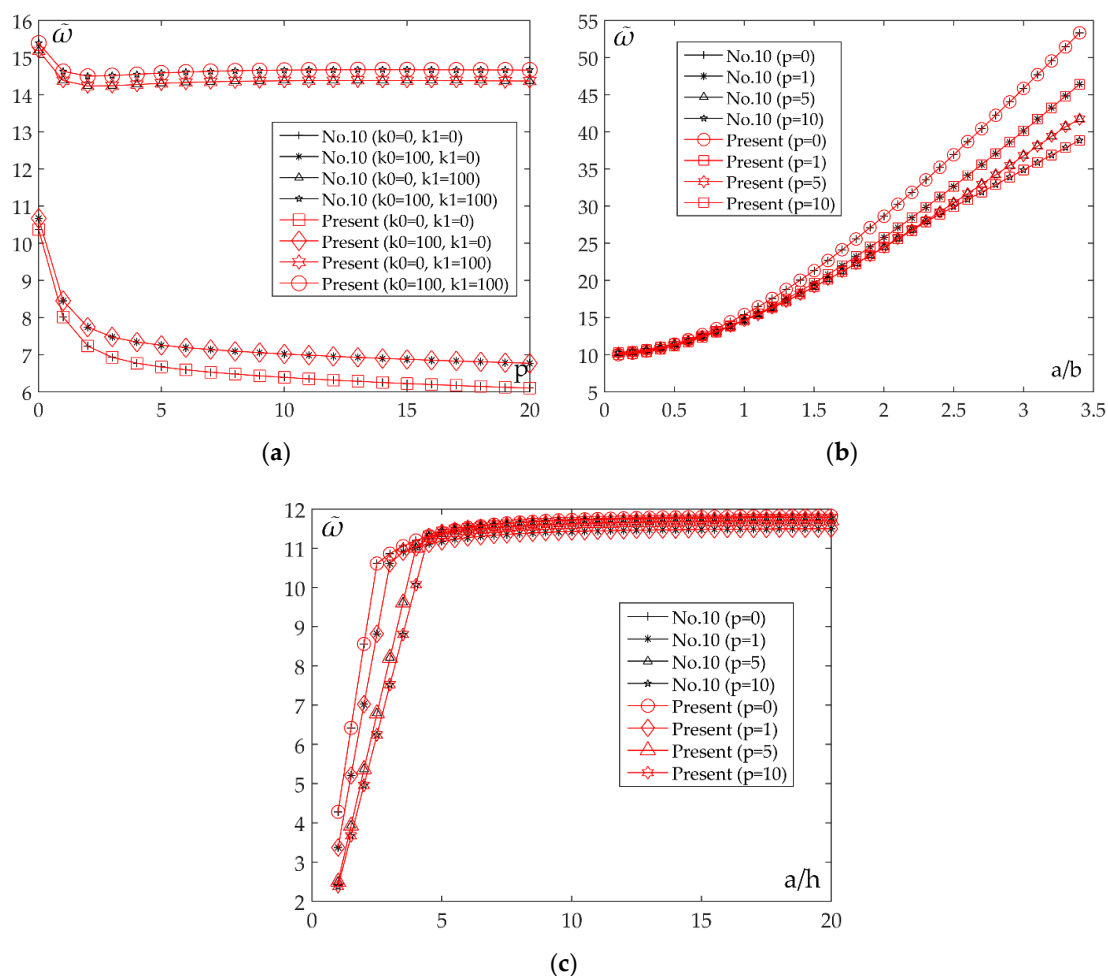 16
15
14
13
12
11
10
9
8
7
6
0
5
10
15
20
ω̃
p
No.10 (k0=0, k1=0)
No.10 (k0=100, k1=0)
No.10 (k0=0, k1=100)
No.10 (k0=100, k1=100)
Present (k0=0, k1=0)
Present (k0=100, k1=0)
Present (k0=0, k1=100)
Present (k0=100, k1=100)
(a)
55
50
45
40
35
30
25
20
15
10
5
0
0.5
1
1.5
2
2.5
3
3.5
ω̃
a/b
No.10 (p=0)
No.10 (p=1)
No.10 (p=5)
No.10 (p=10)
Present (p=0)
Present (p=1)
Present (p=5)
Present (p=10)
(b)
12
11
10
9
8
7
6
5
4
3
2
0
5
10
15
20
ω̃
a/h
No.10 (p=0)
No.10 (p=1)
No.10 (p=5)
No.10 (p=10)
Present (p=0)
Present (p=1)
Present (p=5)
Present (p=10)
(c)